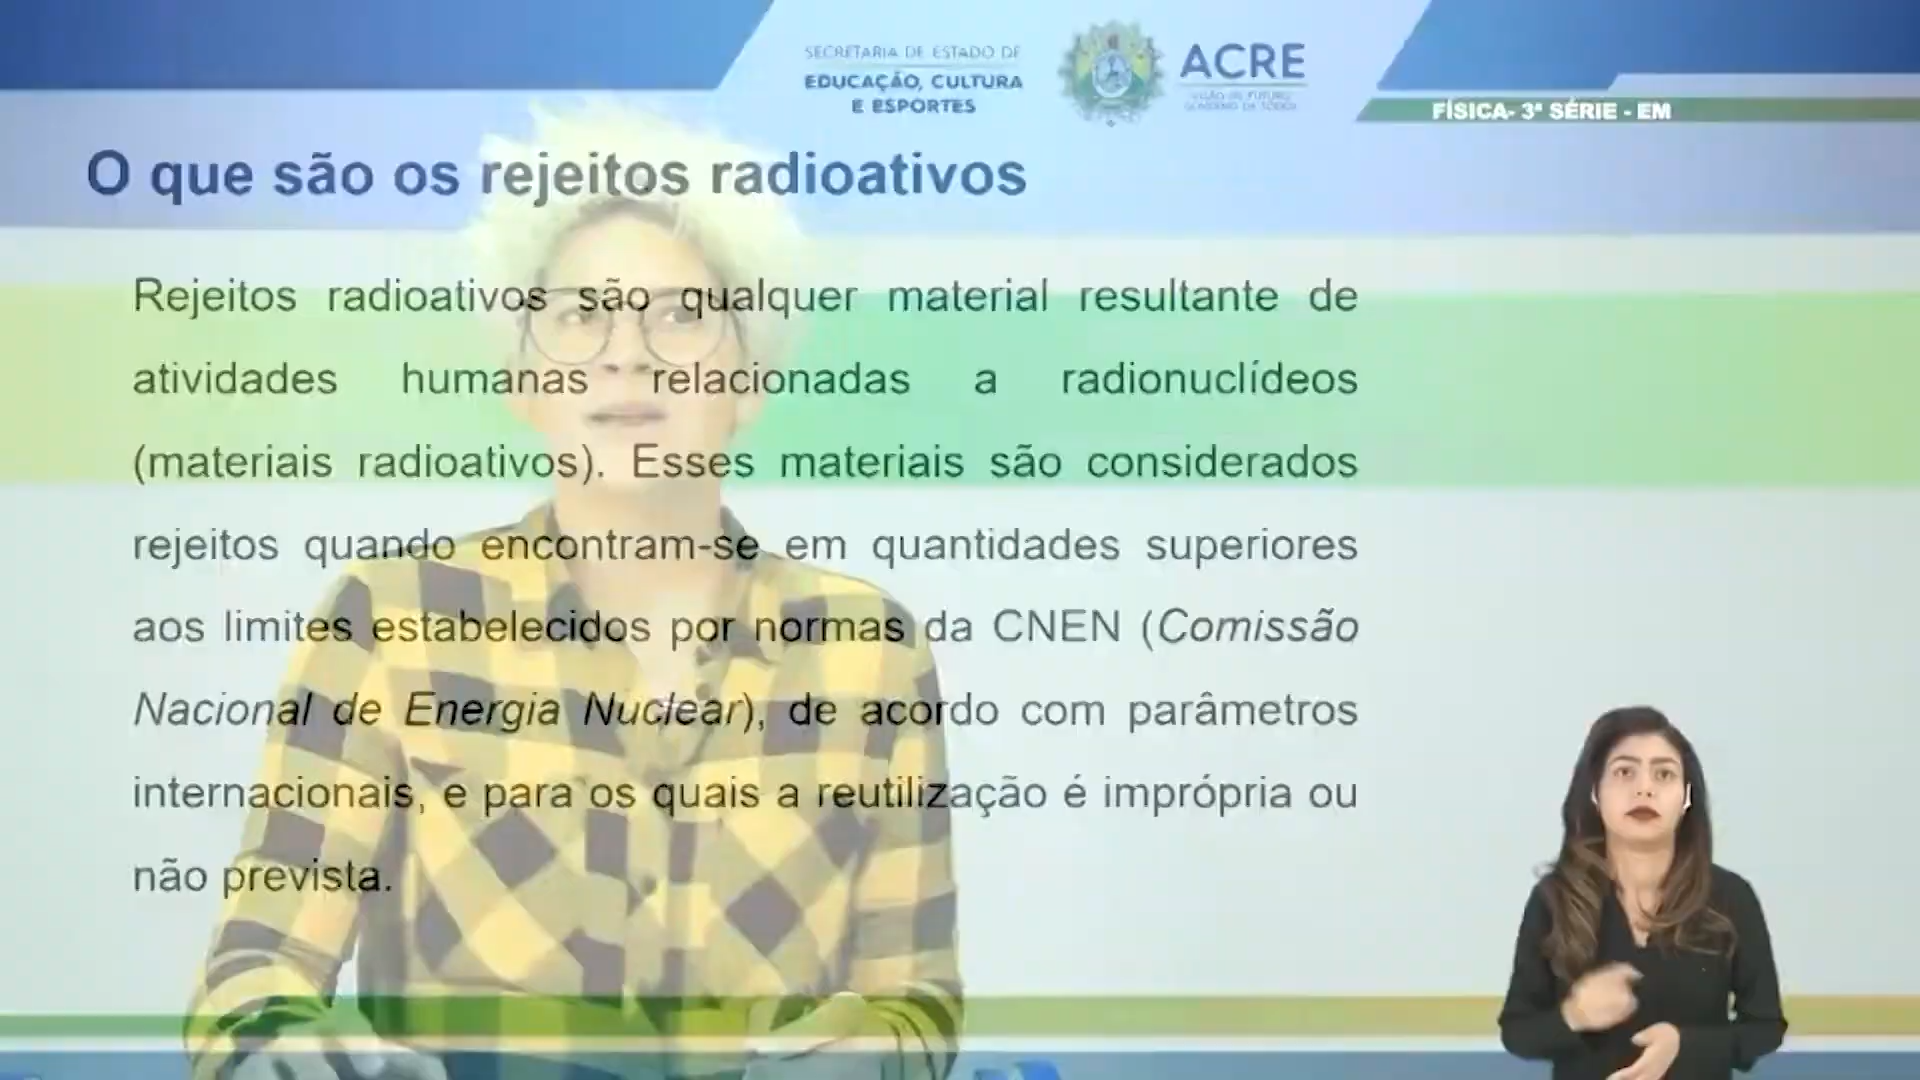 SECRETARIA DE ESTADO DE
EDUCAÇÃO, CULTURA
E ESPORTES
ACRE
FÍSICA- 3ª SÉRIE - EM
O que são os rejeitos radioativos
Rejeitos radioativos são qualquer material resultante de
atividades humanas relacionadas a radionuclídeos
(materiais radioativos). Esses materiais são considerados
rejeitos quando encontram-se em quantidades superiores
aos limites estabelecidos por normas da CNEN (Comissão
Nacional de Energia Nuclear), de acordo com parâmetros
internacionais, e para os quais a reutilização é imprópria ou
não prevista.